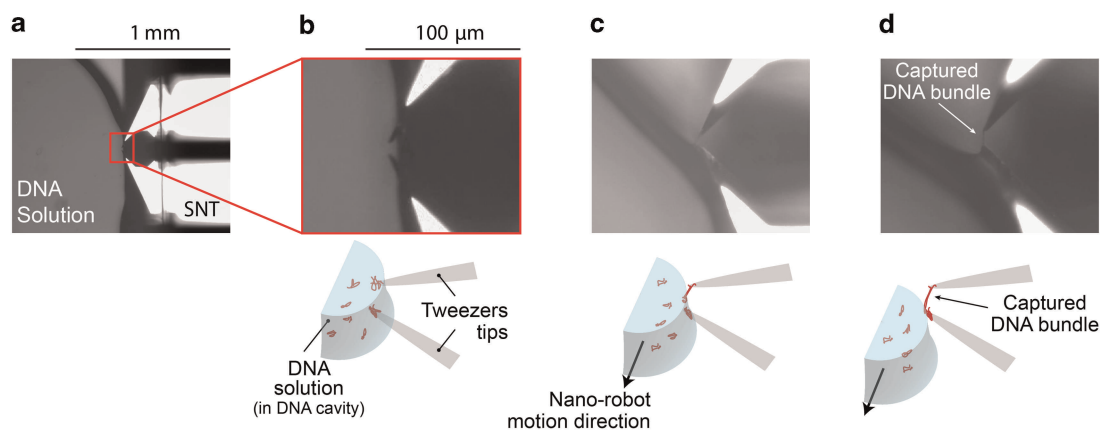 a
b
c
d
1 mm
100 µm
DNA
Solution
SNT
Captured
DNA bundle
Tweezers
tips
DNA
solution
(in DNA cavity)
Nano-robot
motion direction
Captured
DNA bundle